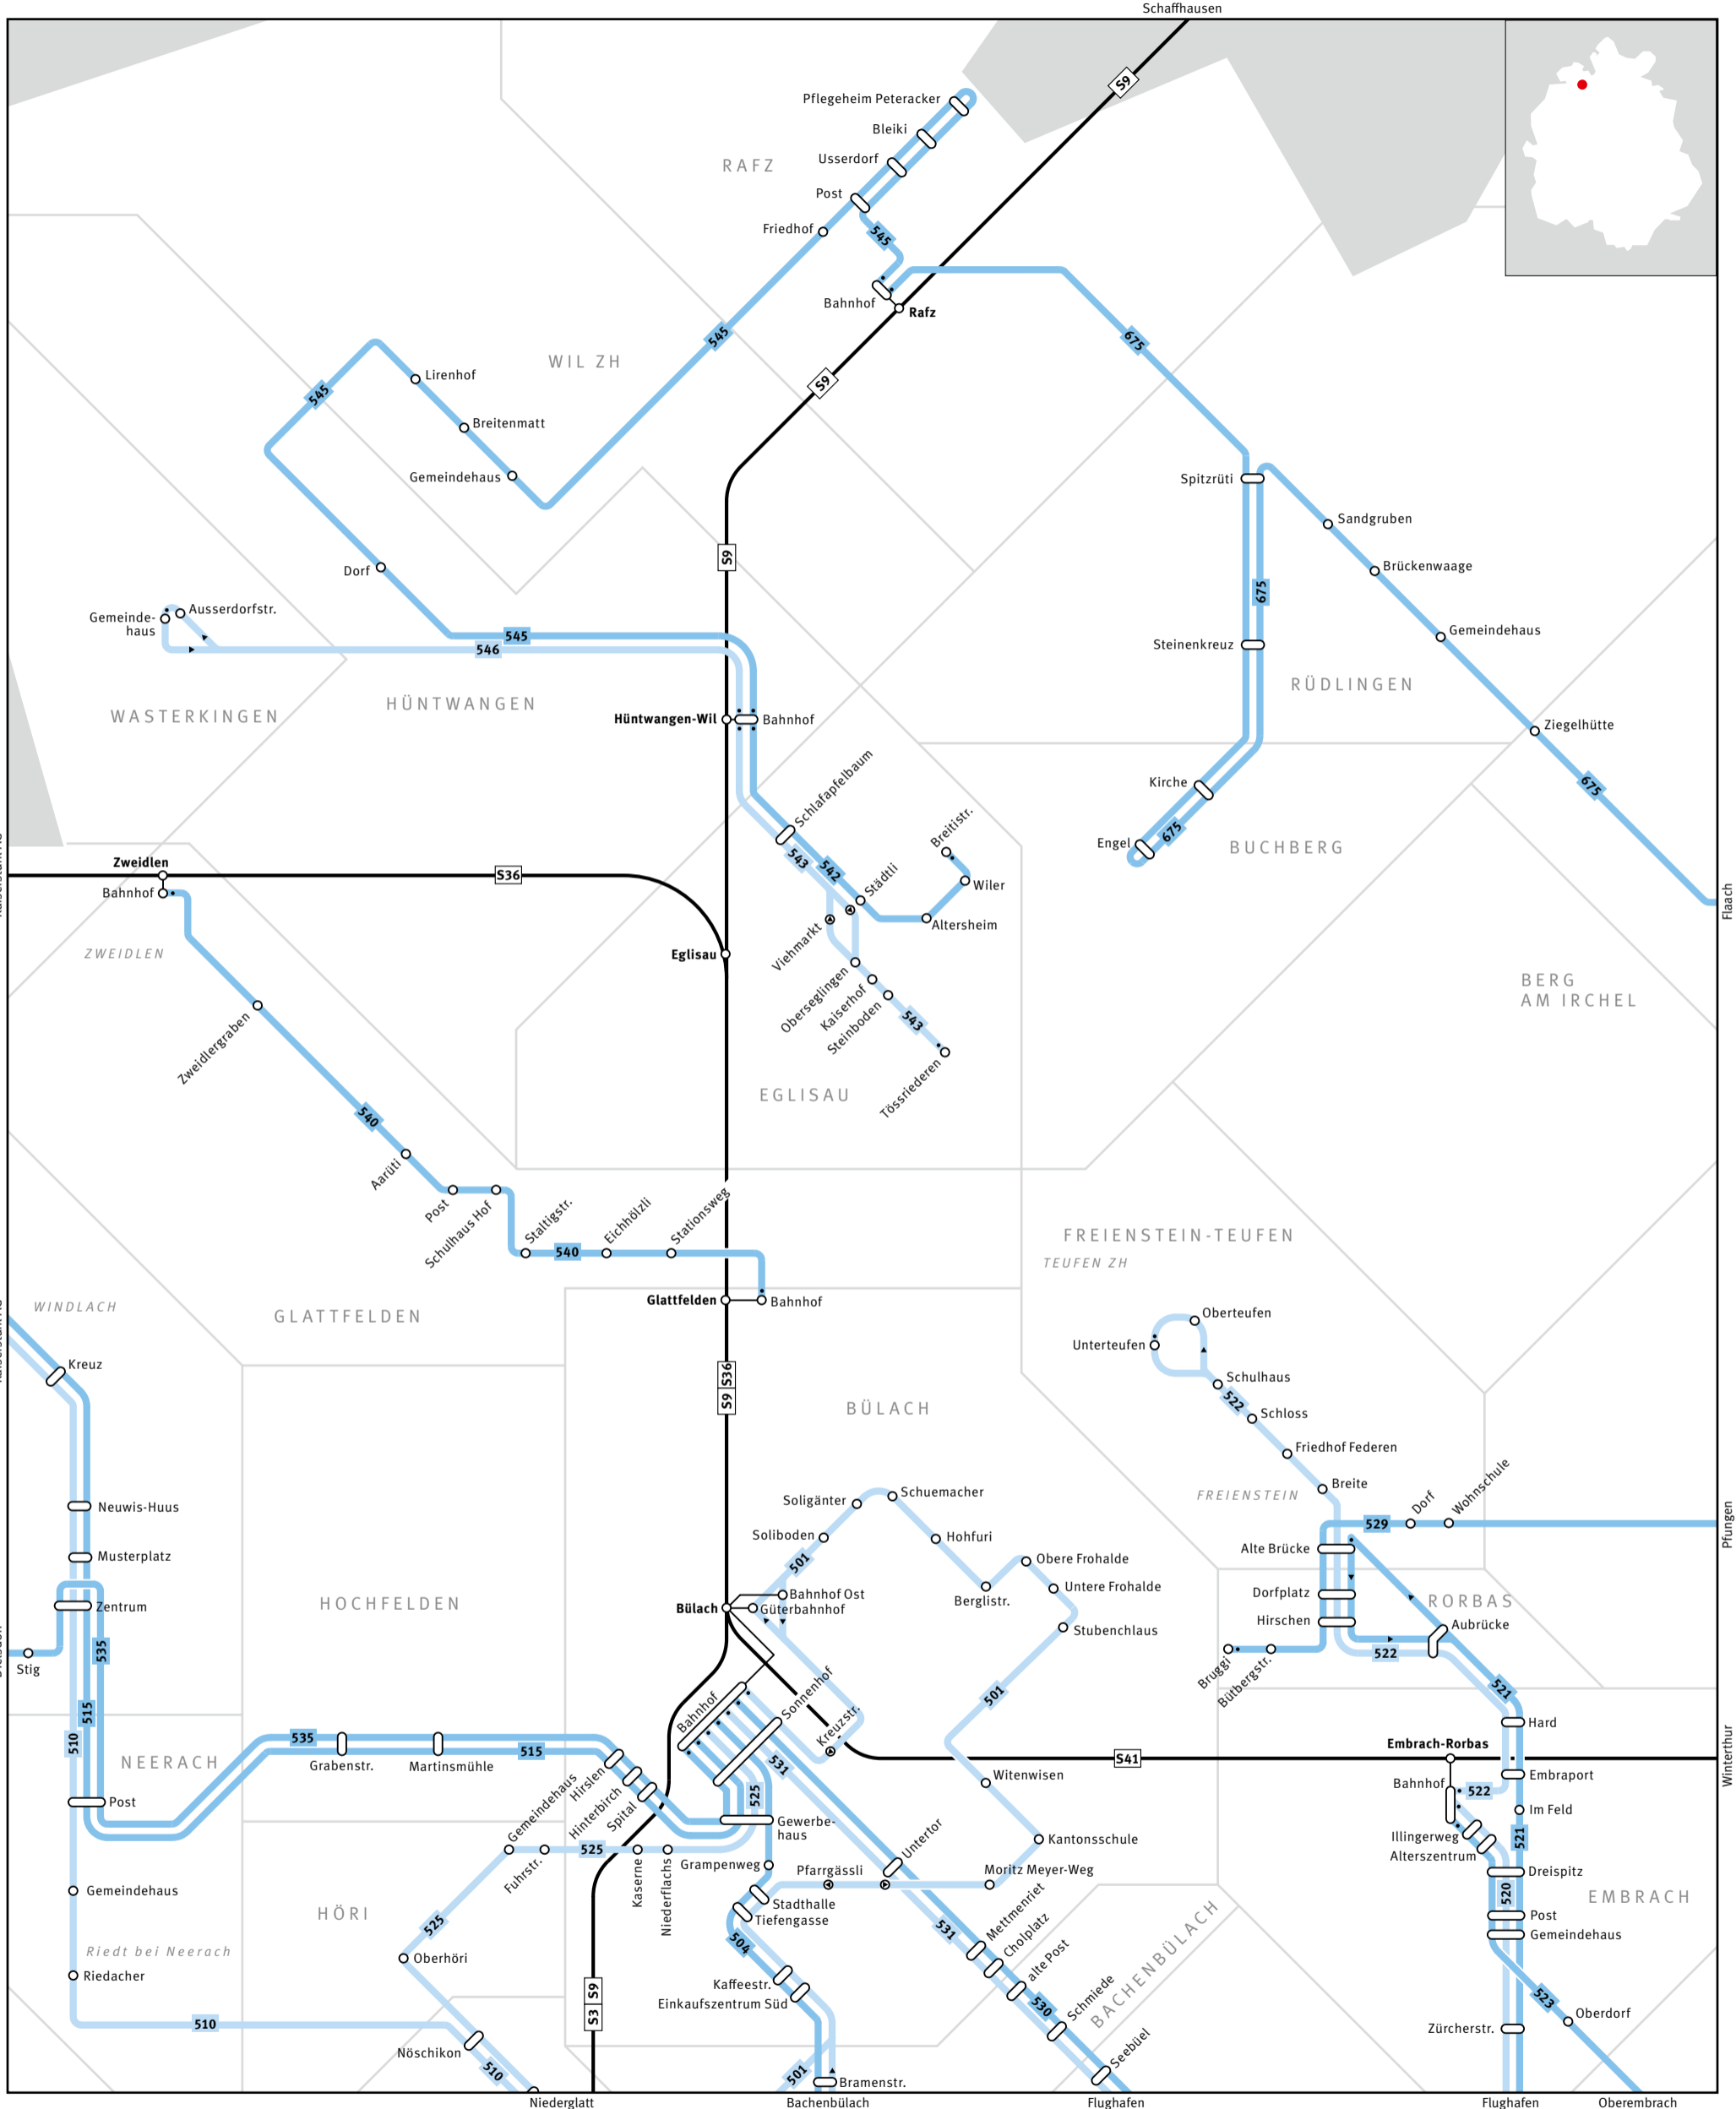 Schaffhausen
S9
Pflegeheim Peteracker
Bleiki
Usserdorf
RAFZ
Post
Friedhof
545
Bahnhof
Rafz
545
675
WIL ZH
S9
Lirenhof
545
Breitenmatt
Gemeindehaus
Spitzrüti
Sandgruben
S9
Dorf
Brückenwaage
675
Gemeinde-
haus
Ausserdorfstr.
545
546
Gemeindehaus
Steinenkreuz
RÜDLINGEN
HÜNTWANGEN
WASTERKINGEN
Hüntwangen-Wil
Bahnhof
Ziegelhütte
Schlafapfelbaum
Kirche
675
Breitistr.
675
Engel
BUCHBERG
543
542
Städtli
Zweidlen
Bahnhof
S36
Wiler
Altersheim
Flaach
Viehmarkt
ZWEIDLEN
Eglisau
Oberseglingen
Kaiserhof
Steinboden
543
BERG
AM IRCHEL
Zweidlergraben
Tössriederen
EGLISAU
540
Aarüti
Post
Schulhaus Hof
Staltigstr.
540
Eichhölzli
Stationsweg
FREIENSTEIN-TEUFEN
TEUFEN ZH
WINDLACH
GLATTFELDEN
Glattfelden
Bahnhof
Oberteufen
Unterteufen
Kreuz
S9 S36
Schulhaus
522
Schloss
BÜLACH
Friedhof Federen
Breite
FREIENSTEIN
Dorf
Wohnschule
529
Pfungen
Neuwis-Huus
Musterplatz
Zentrum
Stig
535
515
510
Soligänter
Schuemacher
Soliboden
Hohfuri
501
Obere Frohalde
Untere Frohalde
Berglistr.
Stubenchlaus
Alte Brücke
Dorfplatz
Hirschen
RORBAS
Aubrücke
Bruggi
Bütbergstr.
522
521
HOCHFELDEN
Bülach
Bahnhof Ost
Güterbahnhof
Bahnhof
Sonnenhof
Kreuzstr.
501
Hard
NEERACH
535
515
Grabenstr.
Martinsmühle
Post
531
525
S41
Embrach-Rorbas
Winterthur
Bahnhof
522
Embraport
Im Feld
Witenwisen
Gemeindehaus
Hirslen
Hinterbirch
Spital
Gewerbe-
haus
Illingerweg
Alterszentrum
521
Fuhrstr.
525
Kaserne
Niederflachs
Grampenweg
Untertor
Kantonsschule
Pfarrgässli
Moritz Meyer-Weg
Dreispitz
520
EMBRACH
Gemeindehaus
HÖRI
Stadthalle
Tiefengasse
504
531
Mettmenriet
Cholplatz
alte Post
BACHENBÜLACH
Post
Gemeindehaus
525
Riedt bei Neerach
Oberhöri
Riedacher
Kaffeestr.
Einkaufszentrum Süd
530
Schmiede
523
Oberdorf
S3 S9
510
Nöschikon
510
Zürcherstr.
Seebüel
501
Bramenstr.
Niederglatt
Bachenbülach
Flughafen
Flughafen
Oberembrach